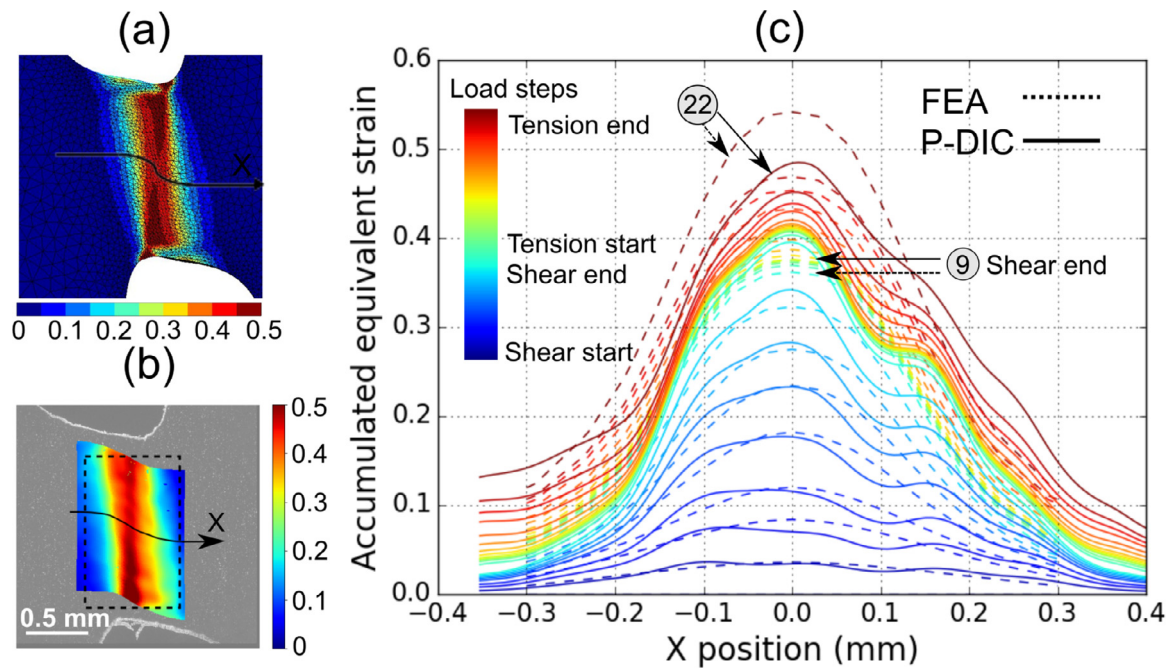 (a)
X
0 0.1 0.2 0.3 0.4 0.5
(b)
X
0.5 mm
0.5
0.4
0.3
0.2
0.1
0
(c)
Accumulated equivalent strain
0.6
0.5
0.4
0.3
0.2
0.1
0.0
Load steps
Tension end
Tension start
Shear end
Shear start
22
FEA
P-DIC
9 Shear end
−0.4 −0.3 −0.2 −0.1 0.0 0.1 0.2 0.3 0.4
X position (mm)